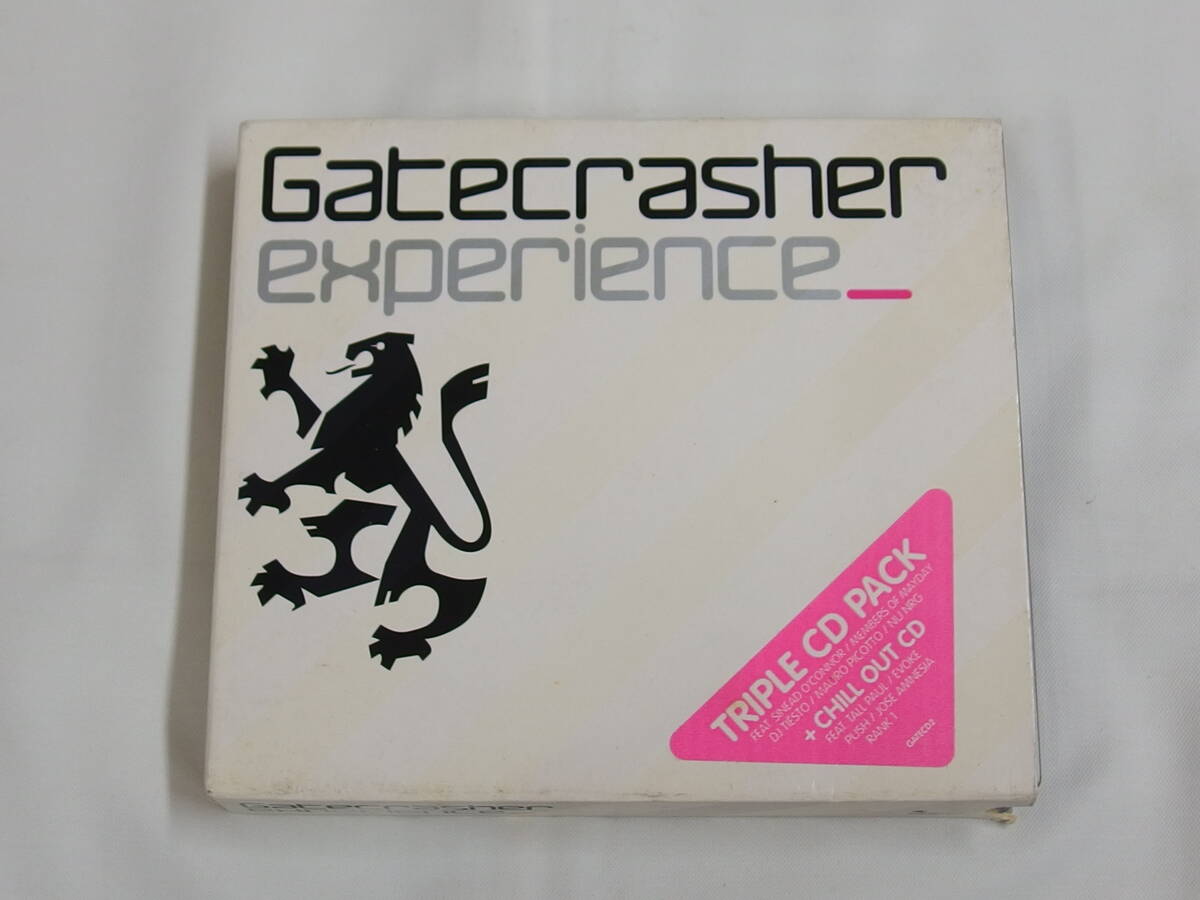 Gatecrasher
experience_
TRIPLE CD PACK
FEAT SINEAD O'CONNOR / MEMBERS OF MAYDAY
DJ TIESTO / MAURO PICOTTO / NU NRG
+ CHILL OUT CD
FEAT TALL PAUL / EVOKE
PUSH / JOSE AMNESIA
RANK 1
GATECD2
Gatecrasher